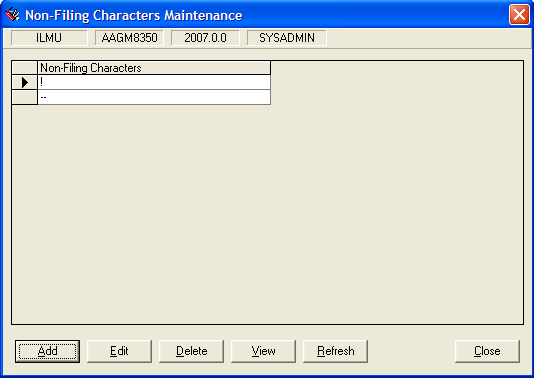 Non-Filing Characters Maintenance
ILMU AAGM8350 2007.0.0 SYSADMIN
Non-Filing Characters
!
--
Add Edit Delete View Refresh Close